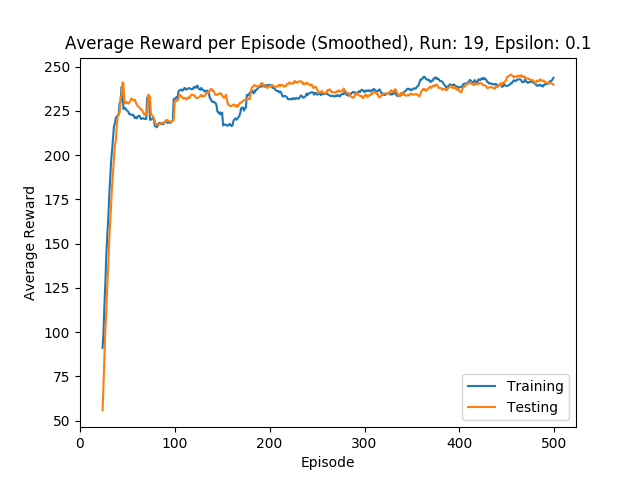 Average Reward per Episode (Smoothed), Run: 19, Epsilon: 0.1
250
225
200
175
150
125
100
75
50
Average Reward
0 100 200 300 400 500
Episode
Training
Testing